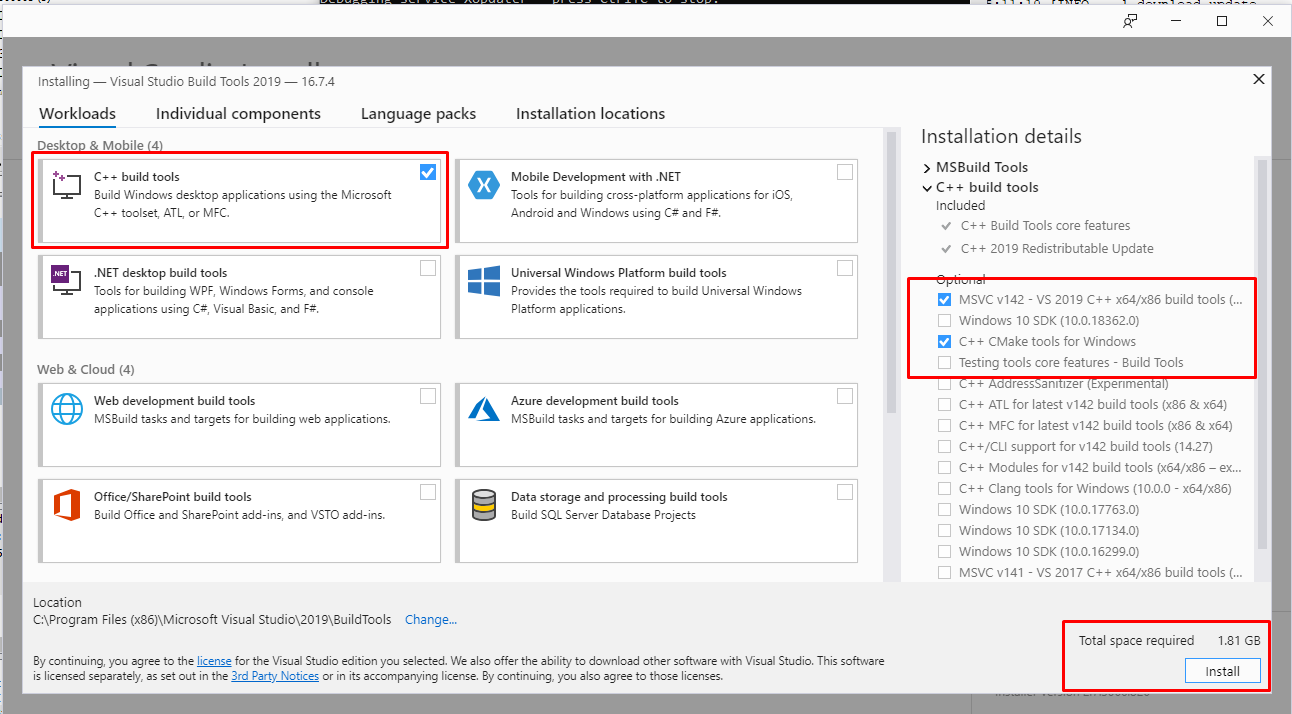 Installing — Visual Studio Build Tools 2019 — 16.7.4
Workloads
Individual components
Language packs
Installation locations
Desktop & Mobile (4)
C++ build tools
Build Windows desktop applications using the Microsoft
C++ toolset, ATL, or MFC.
Mobile Development with .NET
Tools for building cross-platform applications for iOS,
Android and Windows using C# and F#.
.NET
.NET desktop build tools
Tools for building WPF, Windows Forms, and console
applications using C#, Visual Basic, and F#.
Universal Windows Platform build tools
Provides the tools required to build Universal Windows
Platform applications.
Web & Cloud (4)
Web development build tools
MSBuild tasks and targets for building web applications.
Azure development build tools
MSBuild tasks and targets for building Azure applications.
Office/SharePoint build tools
Build Office and SharePoint add-ins, and VSTO add-ins.
Data storage and processing build tools
Build SQL Server Database Projects
Installation details
MSBuild Tools
C++ build tools
Included
C++ Build Tools core features
C++ 2019 Redistributable Update
Optional
MSVC v142 - VS 2019 C++ x64/x86 build tools (...
Windows 10 SDK (10.0.18362.0)
C++ CMake tools for Windows
Testing tools core features - Build Tools
C++ AddressSanitizer (Experimental)
C++ ATL for latest v142 build tools (x86 & x64)
C++ MFC for latest v142 build tools (x86 & x64)
C++/CLI support for v142 build tools (14.27)
C++ Modules for v142 build tools (x64/x86 – ex...
C++ Clang tools for Windows (10.0.0 - x64/x86)
Windows 10 SDK (10.0.17763.0)
Windows 10 SDK (10.0.17134.0)
Windows 10 SDK (10.0.16299.0)
MSVC v141 - VS 2017 C++ x64/x86 build tools (...
Location
C:\Program Files (x86)\Microsoft Visual Studio\2019\BuildTools Change...
By continuing, you agree to the license for the Visual Studio edition you selected. We also offer the ability to download other software with Visual Studio. This software
is licensed separately, as set out in the 3rd Party Notices or in its accompanying license. By continuing, you also agree to those licenses.
Total space required 1.81 GB
Install